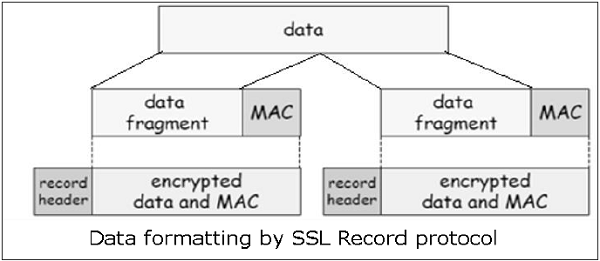 data
data
fragment
MAC
data
fragment
MAC
record
header
encrypted
data and MAC
record
header
encrypted
data and MAC
Data formatting by SSL Record protocol